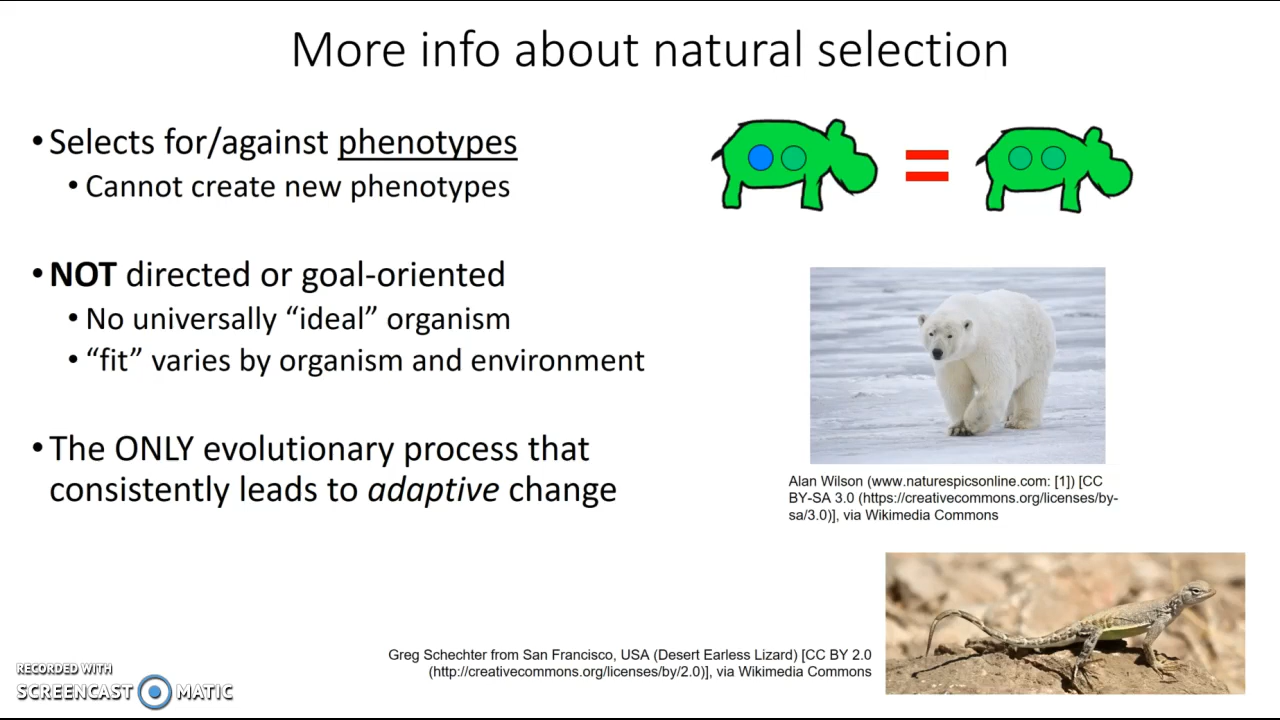 More info about natural selection
•Selects for/against phenotypes
• Cannot create new phenotypes
•NOT directed or goal-oriented
• No universally “ideal” organism
• “fit” varies by organism and environment
•The ONLY evolutionary process that
consistently leads to adaptive change
Alan Wilson (www.naturespicsonline.com: [1]) [CC
BY-SA 3.0 (https://creativecommons.org/licenses/by-
sa/3.0)], via Wikimedia Commons
Greg Schechter from San Francisco, USA (Desert Earless Lizard) [CC BY 2.0
(http://creativecommons.org/licenses/by/2.0)], via Wikimedia Commons
RECORDED WITH
SCREENCAST MATIC